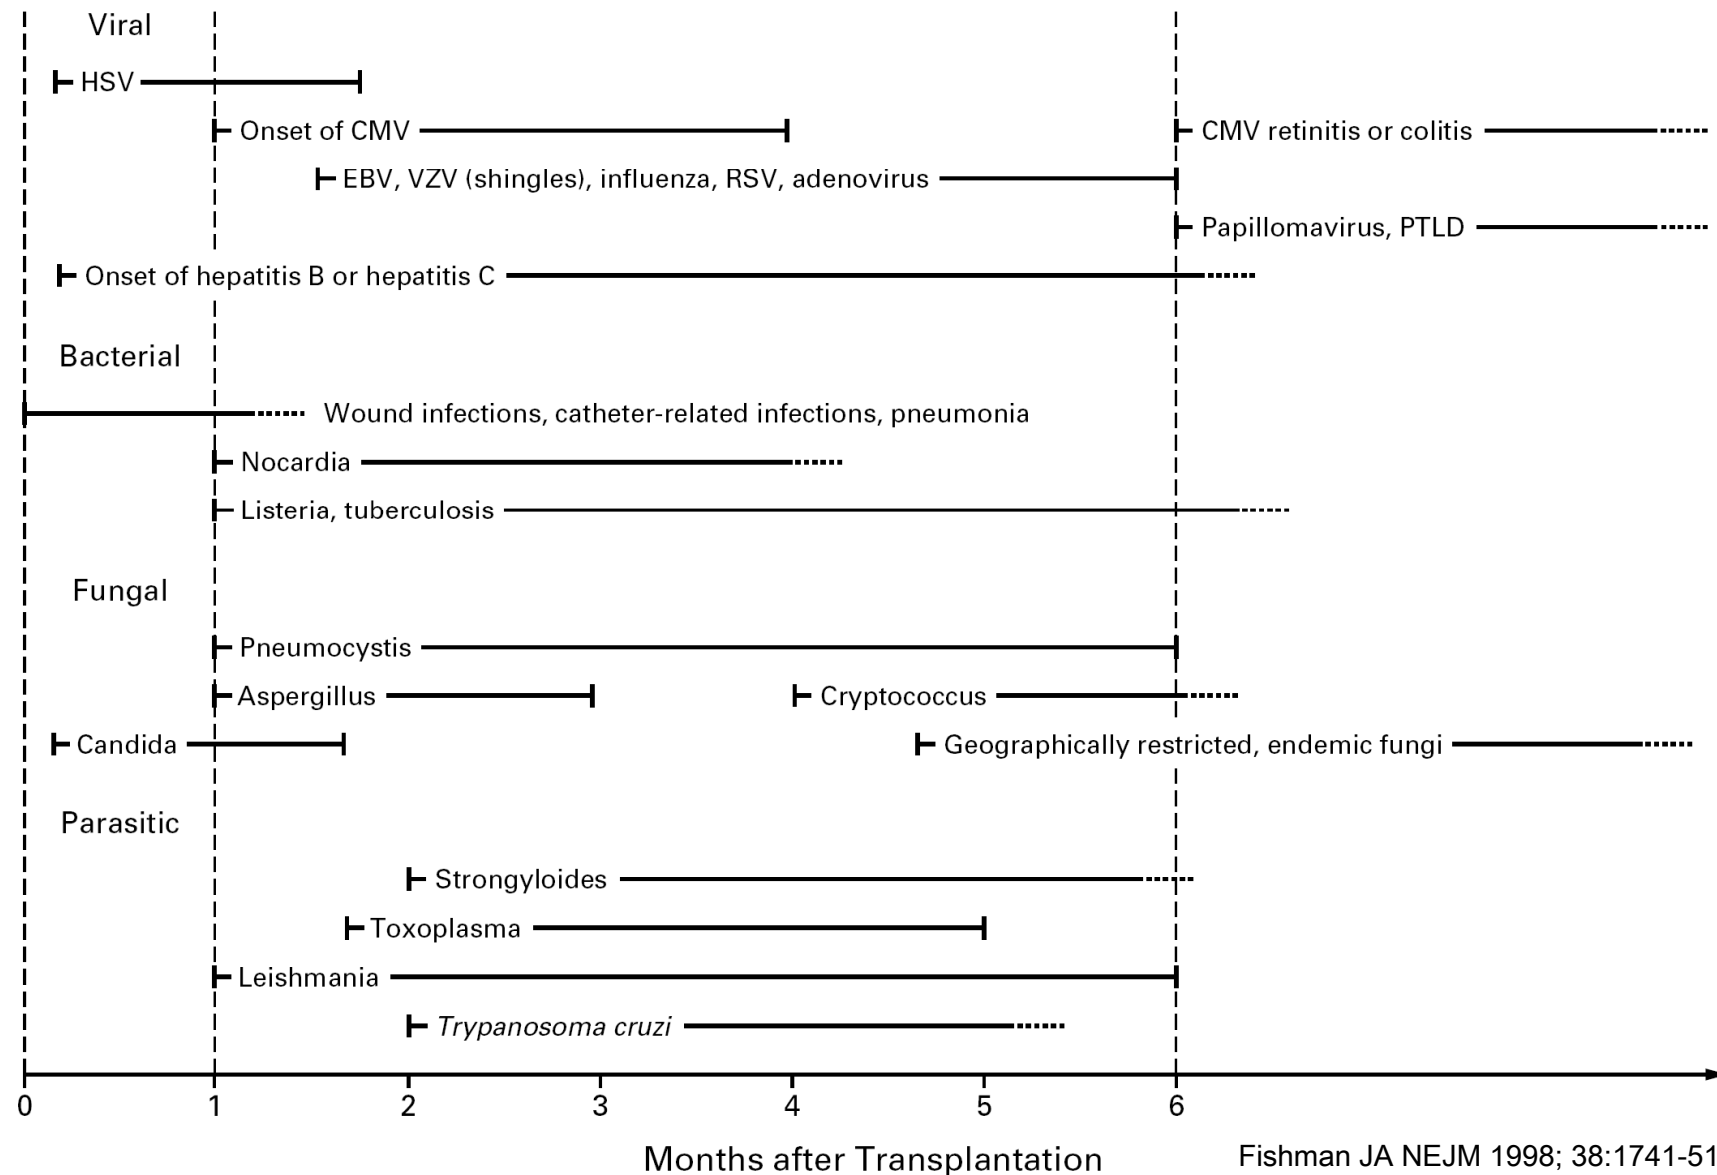 Viral
HSV
Onset of CMV
CMV retinitis or colitis
EBV, VZV (shingles), influenza, RSV, adenovirus
Papillomavirus, PTLD
Onset of hepatitis B or hepatitis C
Bacterial
Wound infections, catheter-related infections, pneumonia
Nocardia
Listeria, tuberculosis
Fungal
Pneumocystis
Aspergillus
Cryptococcus
Candida
Geographically restricted, endemic fungi
Parasitic
Strongyloides
Toxoplasma
Leishmania
Trypanosoma cruzi
0 1 2 3 4 5 6
Months after Transplantation
Fishman JA NEJM 1998; 38:1741-51